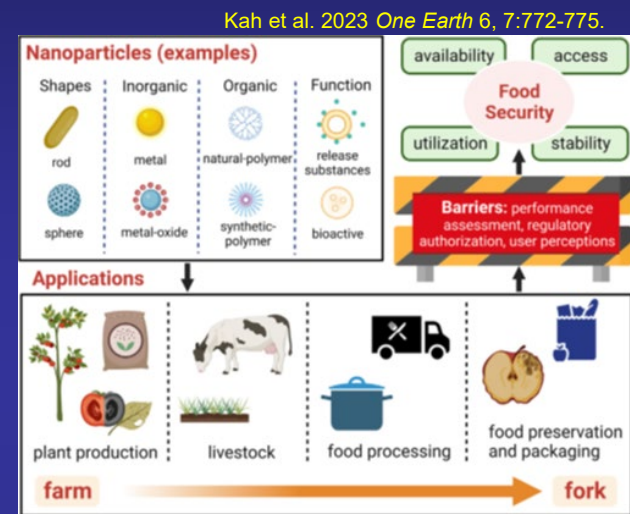 Kah et al. 2023 One Earth 6, 7:772-775.
Nanoparticles (examples)
Shapes
Inorganic
Organic
Function
rod
metal
natural-polymer
release
substances
sphere
metal-oxide
synthetic-
polymer
bioactive
availability
access
Food
Security
utilization
stability
Barriers: performance
assessment, regulatory
authorization, user perceptions
Applications
plant production
livestock
food processing
food preservation
and packaging
farm
fork